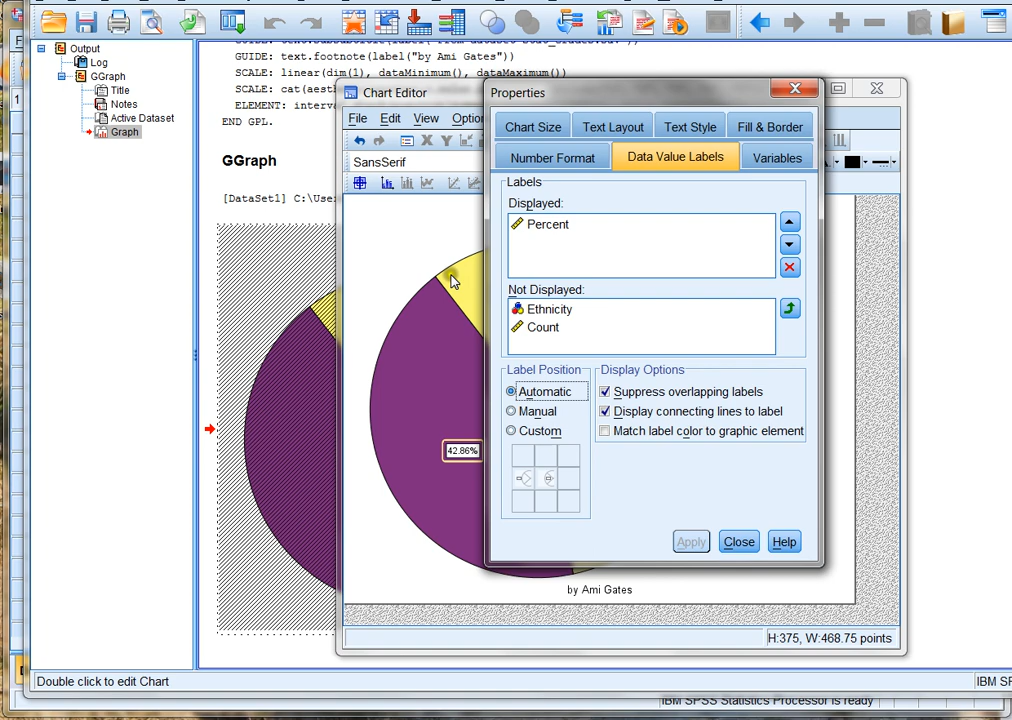 GUIDE: text.footnote(label("by Ami Gates"))
SCALE: linear(dim(1), dataMinimum(), dataMaximum())
SCALE: cat(aesth
ELEMENT: interv
END GPL.
Output
Log
GGraph
Title
Notes
Active Dataset
Graph
GGraph
[DataSet1] C:\Use
Chart Editor
File Edit View Optio
SansSerif
42.86%
by Ami Gates
H:375, W:468.75 points
Properties
Chart Size
Text Layout
Text Style
Fill & Border
Number Format
Data Value Labels
Variables
Labels
Displayed:
Percent
Not Displayed:
Ethnicity
Count
Label Position
Automatic
Manual
Custom
Display Options
Suppress overlapping labels
Display connecting lines to label
Match label color to graphic element
Apply
Close
Help
Double click to edit Chart
IBM SP
IBM SPSS Statistics Processor is ready